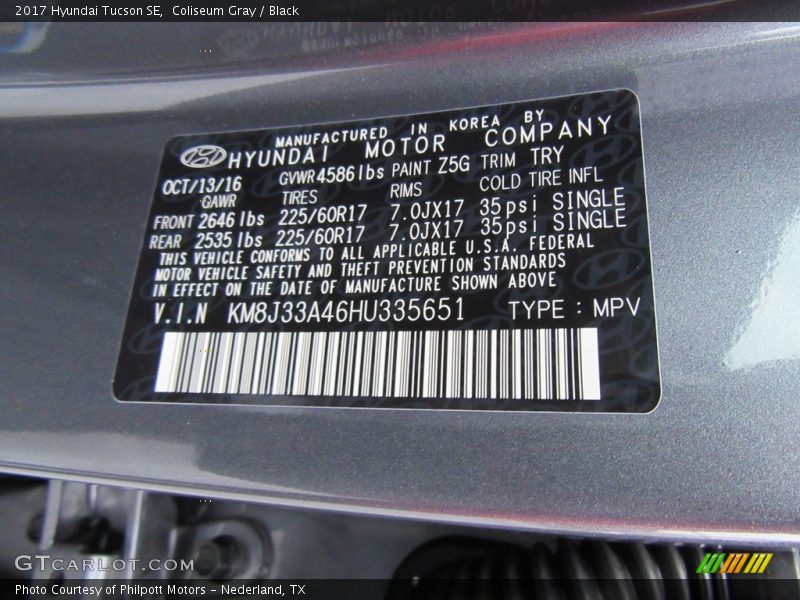 2017 Hyundai Tucson SE, Coliseum Gray / Black
MANUFACTURED IN KOREA BY
HYUNDAI MOTOR COMPANY
OCT/13/16 GVWR 4586 lbs PAINT Z5G TRIM TRY
GAWR TIRES RIMS COLD TIRE INFL
FRONT 2646 lbs 225/60R17 7.0JX17 35psi SINGLE
REAR 2535 lbs 225/60R17 7.0JX17 35psi SINGLE
THIS VEHICLE CONFORMS TO ALL APPLICABLE U.S.A. FEDERAL
MOTOR VEHICLE SAFETY AND THEFT PREVENTION STANDARDS
IN EFFECT ON THE DATE OF MANUFACTURE SHOWN ABOVE
V.I.N KM8J33A46HU335651 TYPE : MPV
GTCARLOT.COM
Photo Courtesy of Philpott Motors - Nederland, TX